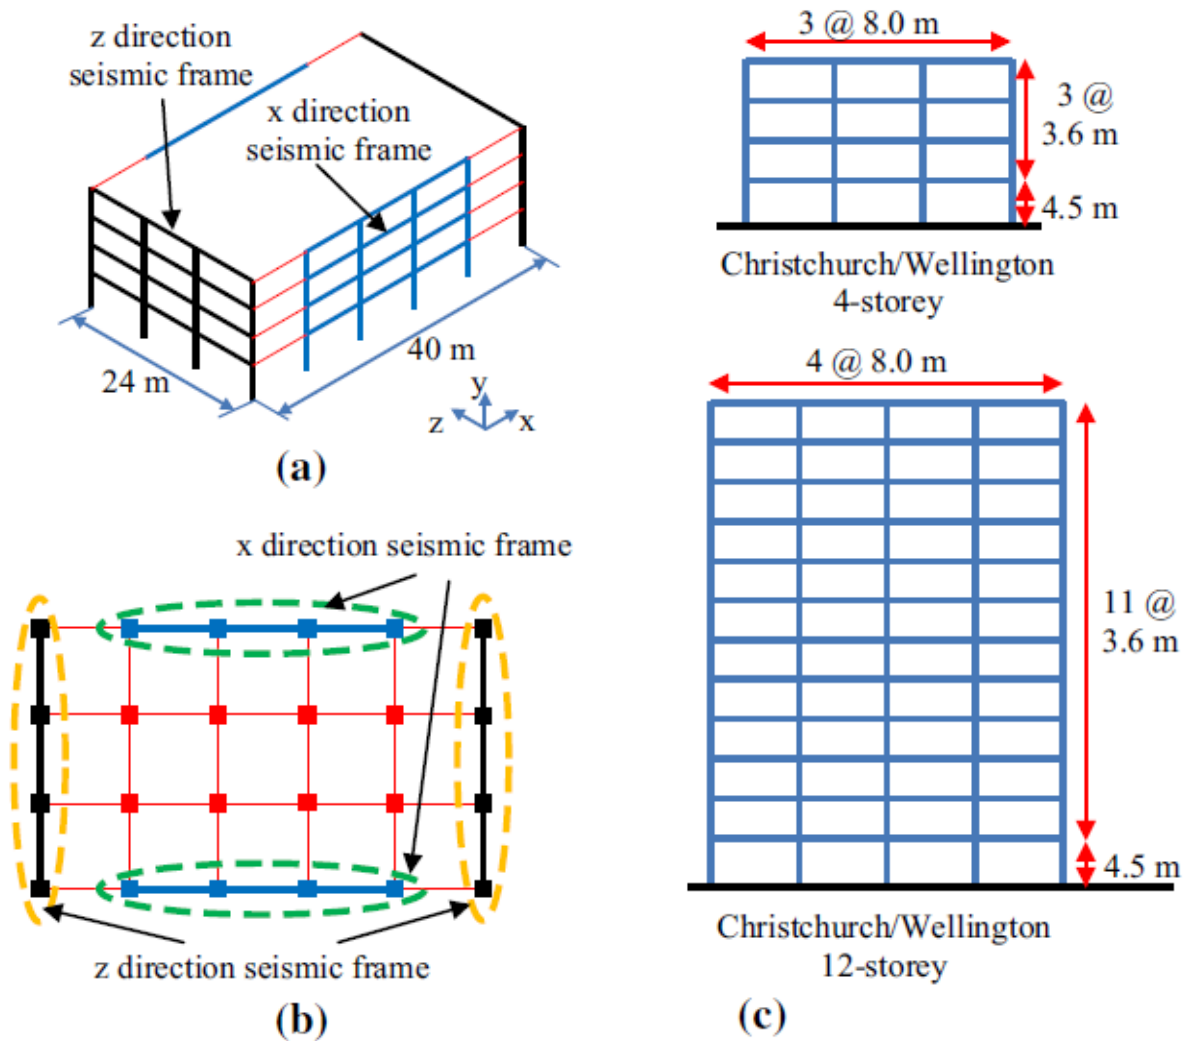 z direction
seismic frame
x direction
seismic frame
24 m
40 m
y
z
x
(a)
x direction seismic frame
z direction seismic frame
(b)
3 @ 8.0 m
3 @
3.6 m
4.5 m
Christchurch/Wellington
4-storey
4 @ 8.0 m
11 @
3.6 m
4.5 m
Christchurch/Wellington
12-storey
(c)